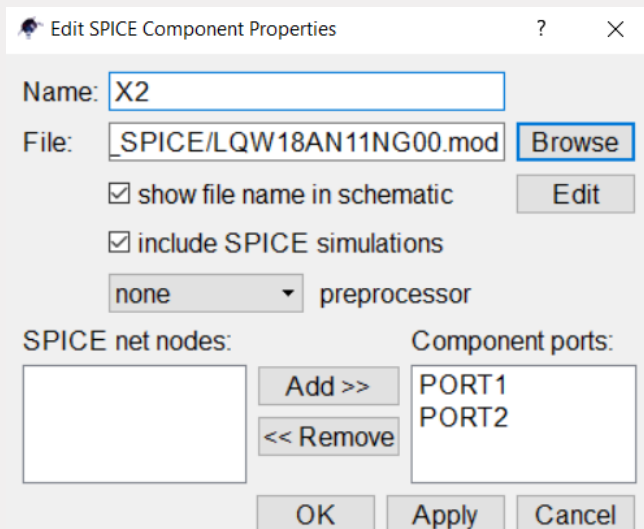 Edit SPICE Component Properties ? ×
Name: X2
File: _SPICE/LQW18AN11NG00.mod Browse
show file name in schematic Edit
include SPICE simulations
none preprocessor
SPICE net nodes: Component ports:
Add >> PORT1
<< Remove PORT2
OK Apply Cancel